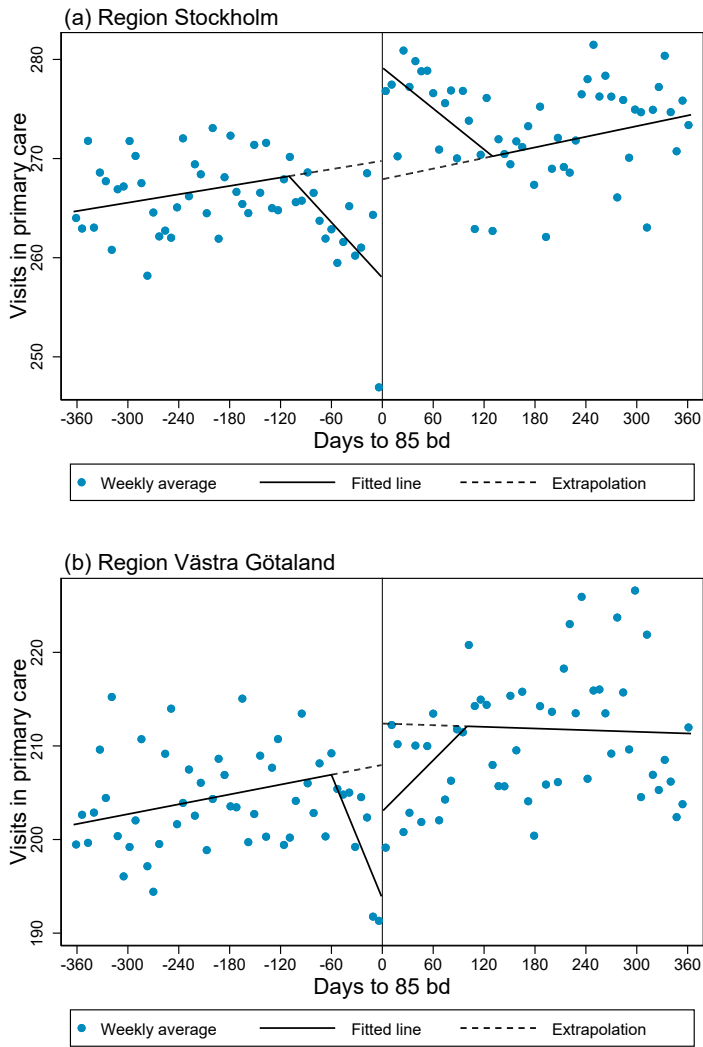 (a) Region Stockholm
Visits in primary care
280
270
260
250
-360 -300 -240 -180 -120 -60 0 60 120 180 240 300 360
Days to 85 bd
Weekly average Fitted line Extrapolation
(b) Region Västra Götaland
Visits in primary care
220
210
200
190
-360 -300 -240 -180 -120 -60 0 60 120 180 240 300 360
Days to 85 bd
Weekly average Fitted line Extrapolation